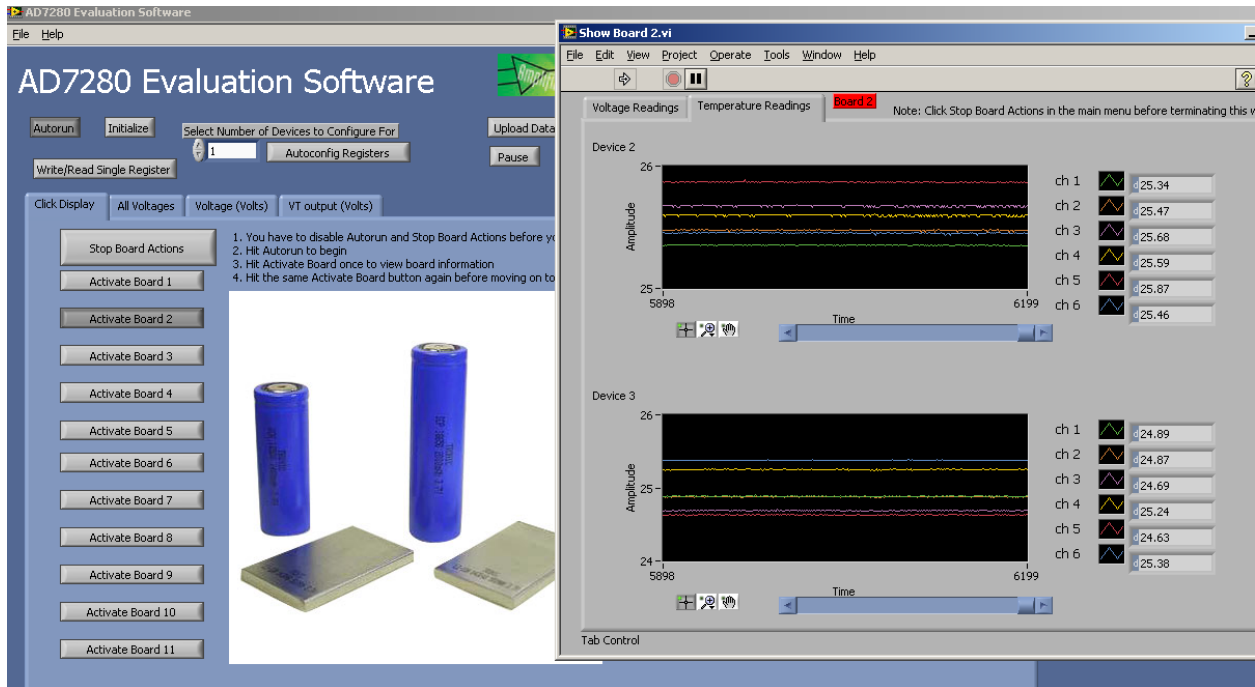 AD7280 Evaluation Software
File Help
AD7280 Evaluation Software
Autorun
Initialize
Select Number of Devices to Configure For
1
Autoconfig Registers
Upload Data
Pause
Write/Read Single Register
Click Display
All Voltages
Voltage (Volts)
VT output (Volts)
Stop Board Actions
1. You have to disable Autorun and Stop Board Actions before yo
2. Hit Autorun to begin
3. Hit Activate Board once to view board information
4. Hit the same Activate Board button again before moving on to
Activate Board 1
Activate Board 2
Activate Board 3
Activate Board 4
Activate Board 5
Activate Board 6
Activate Board 7
Activate Board 8
Activate Board 9
Activate Board 10
Activate Board 11
Show Board 2.vi
File Edit View Project Operate Tools Window Help
Voltage Readings
Temperature Readings
Board 2
Note: Click Stop Board Actions in the main menu before terminating this w
Device 2
26
Amplitude
25
5898
6199
Time
ch 1 25.34
ch 2 25.47
ch 3 25.68
ch 4 25.59
ch 5 25.87
ch 6 25.46
Device 3
26
Amplitude
25
24
5898
6199
Time
ch 1 24.89
ch 2 24.87
ch 3 24.69
ch 4 25.24
ch 5 24.63
ch 6 25.38
Tab Control